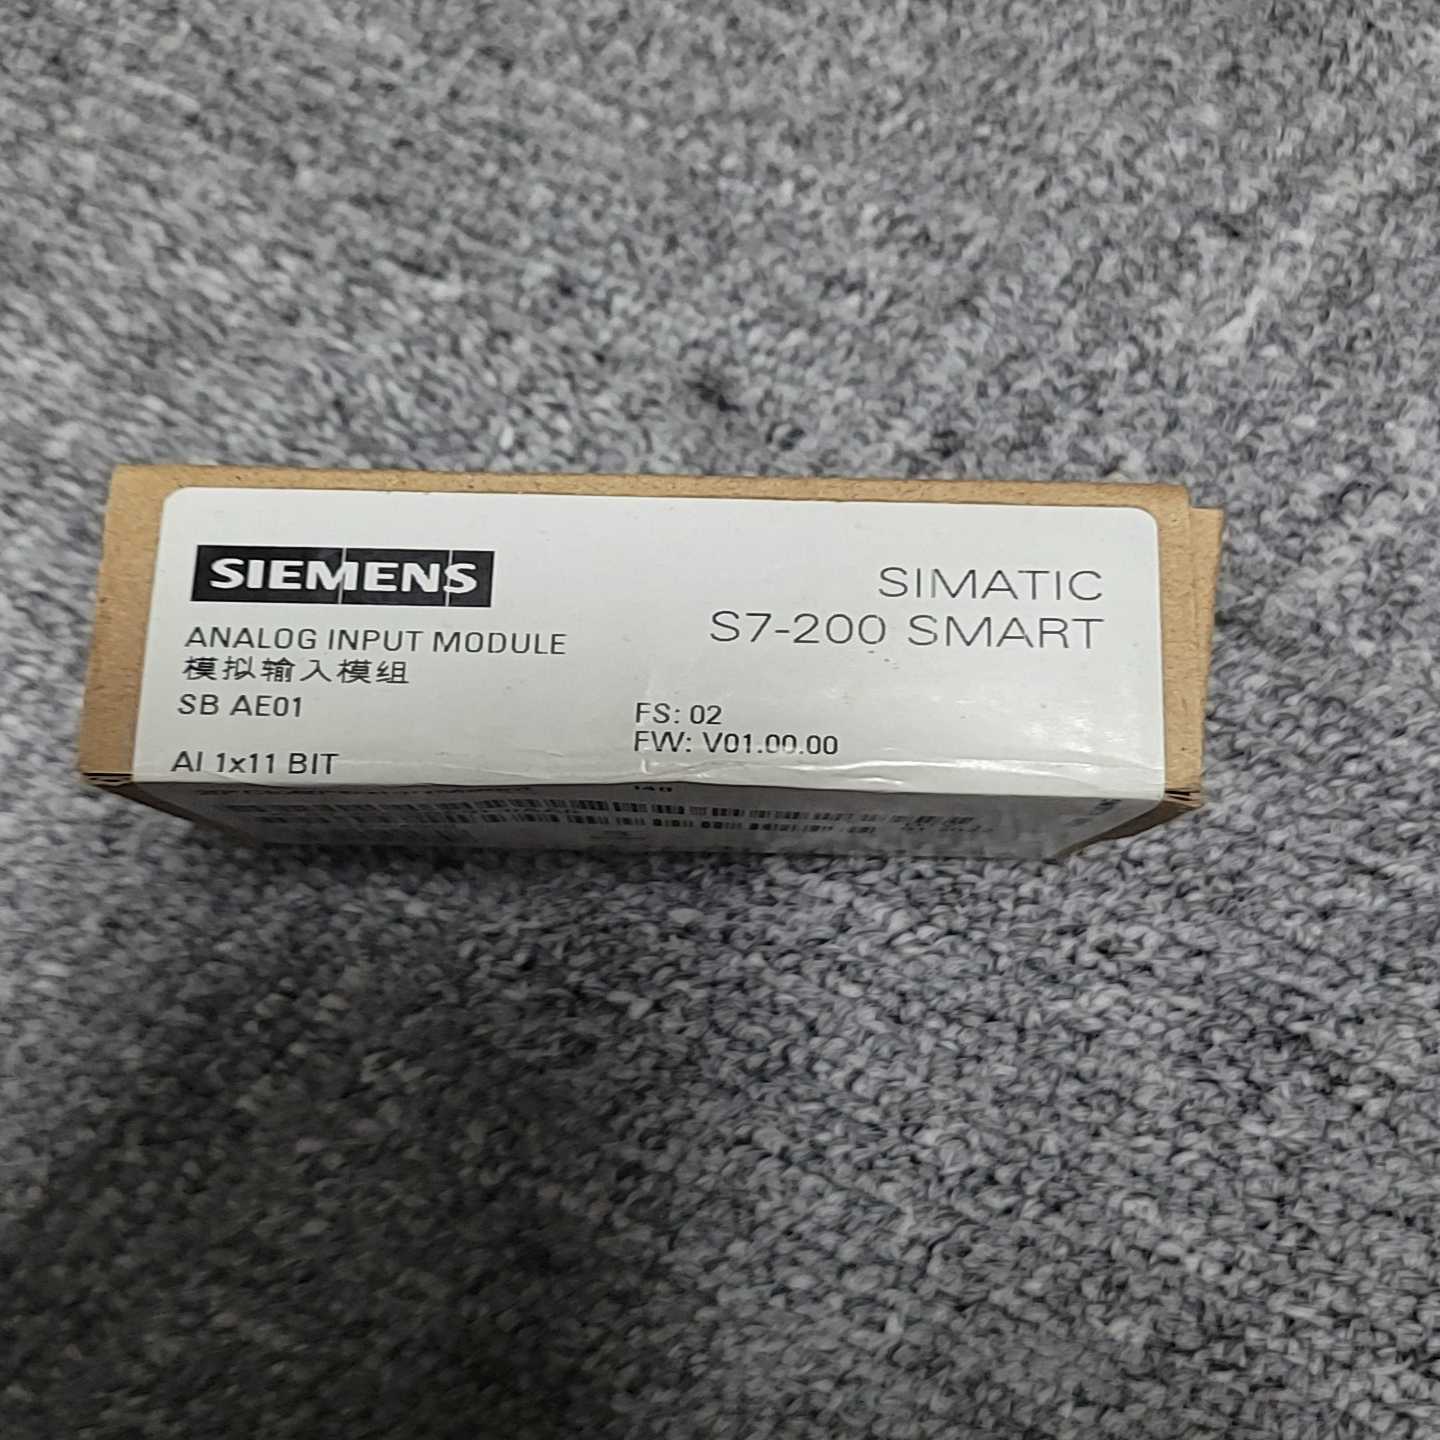 SIEMENS
SIMATIC
S7-200 SMART
ANALOG INPUT MODULE
模拟输入模组
SB AE01
FS: 02
FW: V01.00.00
AI 1x11 BIT